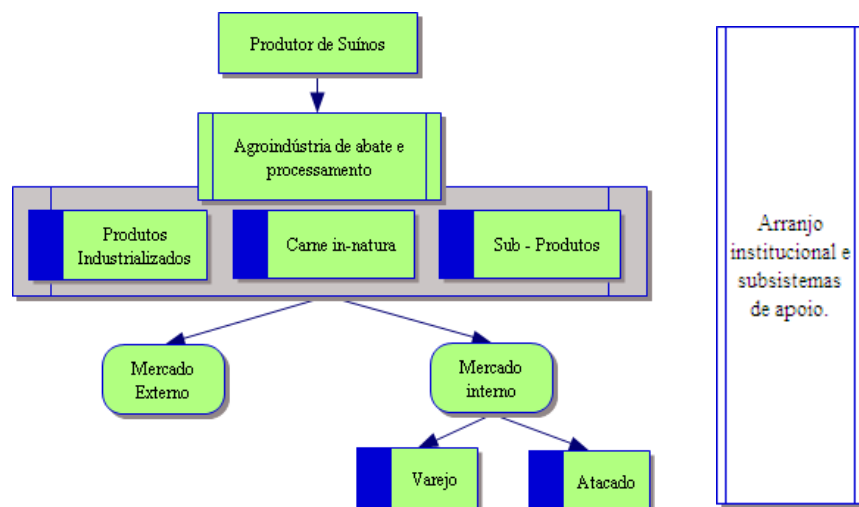 Produtor de Suínos
Agroindústria de abate e
processamento
Produtos
Industrializados
Carne in-natura
Sub - Produtos
Mercado
Externo
Mercado
interno
Varejo
Atacado
Arranjo
institucional e
subsistemas
de apoio.